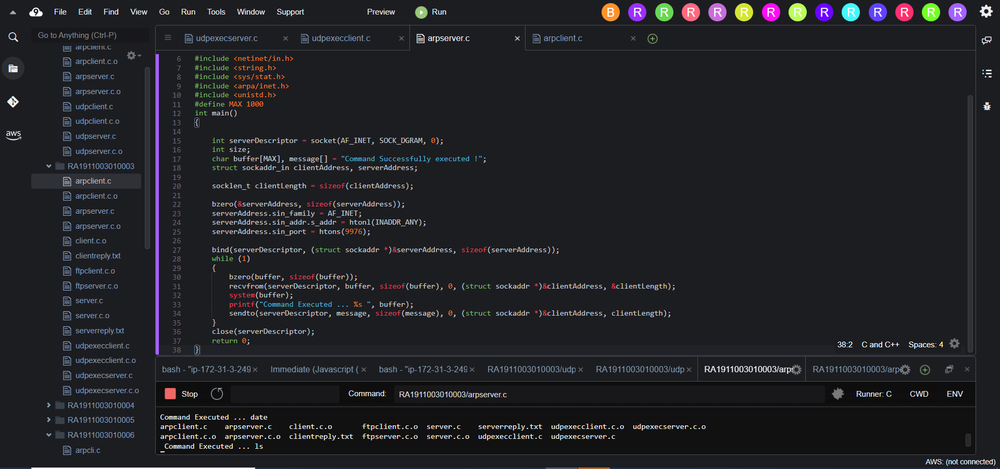 File Edit Find View Go Run Tools Window Support Preview Run B R R R R R R R R R R R R R
Go to Anything (Ctrl-P)
udpexecserver.c udpexecclient.c arpserver.c arpclient.c
aws
arpclient.c
arpclient.c.o
arpserver.c
arpserver.c.o
udpclient.c
udpclient.c.o
udpserver.c
udpserver.c.o
RA1911003010003
arpclient.c
arpclient.c.o
arpserver.c
arpserver.c.o
client.c.o
clientreply.txt
ftpclient.c.o
ftpserver.c.o
server.c
server.c.o
serverreply.txt
udpexecclient.c
udpexecclient.c.o
udpexecserver.c
udpexecserver.c.o
RA1911003010004
RA1911003010005
RA1911003010006
arpcli.c
6 #include <netinet/in.h>
7 #include <string.h>
8 #include <sys/stat.h>
9 #include <arpa/inet.h>
10 #include <unistd.h>
11 #define MAX 1000
12 int main()
13 {
14
15 int serverDescriptor = socket(AF_INET, SOCK_DGRAM, 0);
16 int size;
17 char buffer[MAX], message[] = "Command Successfully executed !";
18 struct sockaddr_in clientAddress, serverAddress;
19
20 socklen_t clientLength = sizeof(clientAddress);
21
22 bzero(&serverAddress, sizeof(serverAddress));
23 serverAddress.sin_family = AF_INET;
24 serverAddress.sin_addr.s_addr = htonl(INADDR_ANY);
25 serverAddress.sin_port = htons(9976);
26
27 bind(serverDescriptor, (struct sockaddr *)&serverAddress, sizeof(serverAddress));
28 while (1)
29 {
30 bzero(buffer, sizeof(buffer));
31 recvfrom(serverDescriptor, buffer, sizeof(buffer), 0, (struct sockaddr *)&clientAddress, &clientLength);
32 system(buffer);
33 printf("Command Executed ... %s ", buffer);
34 sendto(serverDescriptor, message, sizeof(message), 0, (struct sockaddr *)&clientAddress, clientLength);
35 }
36 close(serverDescriptor);
37 return 0;
38 }
38:2 C and C++ Spaces: 4
bash - "ip-172-31-3-249 Immediate (Javascript ( bash - "ip-172-31-3-249 RA1911003010003/udp RA1911003010003/udp RA1911003010003/arps RA1911003010003/arpc
Stop Command: RA1911003010003/arpserver.c Runner: C CWD ENV
Command Executed ... date
arpclient.c arpserver.c client.c.o ftpclient.c.o server.c serverreply.txt udpexecclient.c.o udpexecserver.c.o
arpclient.c.o arpserver.c.o clientreply.txt ftpserver.c.o server.c.o udpexecclient.c udpexecserver.c
Command Executed ... ls
AWS: (not connected)